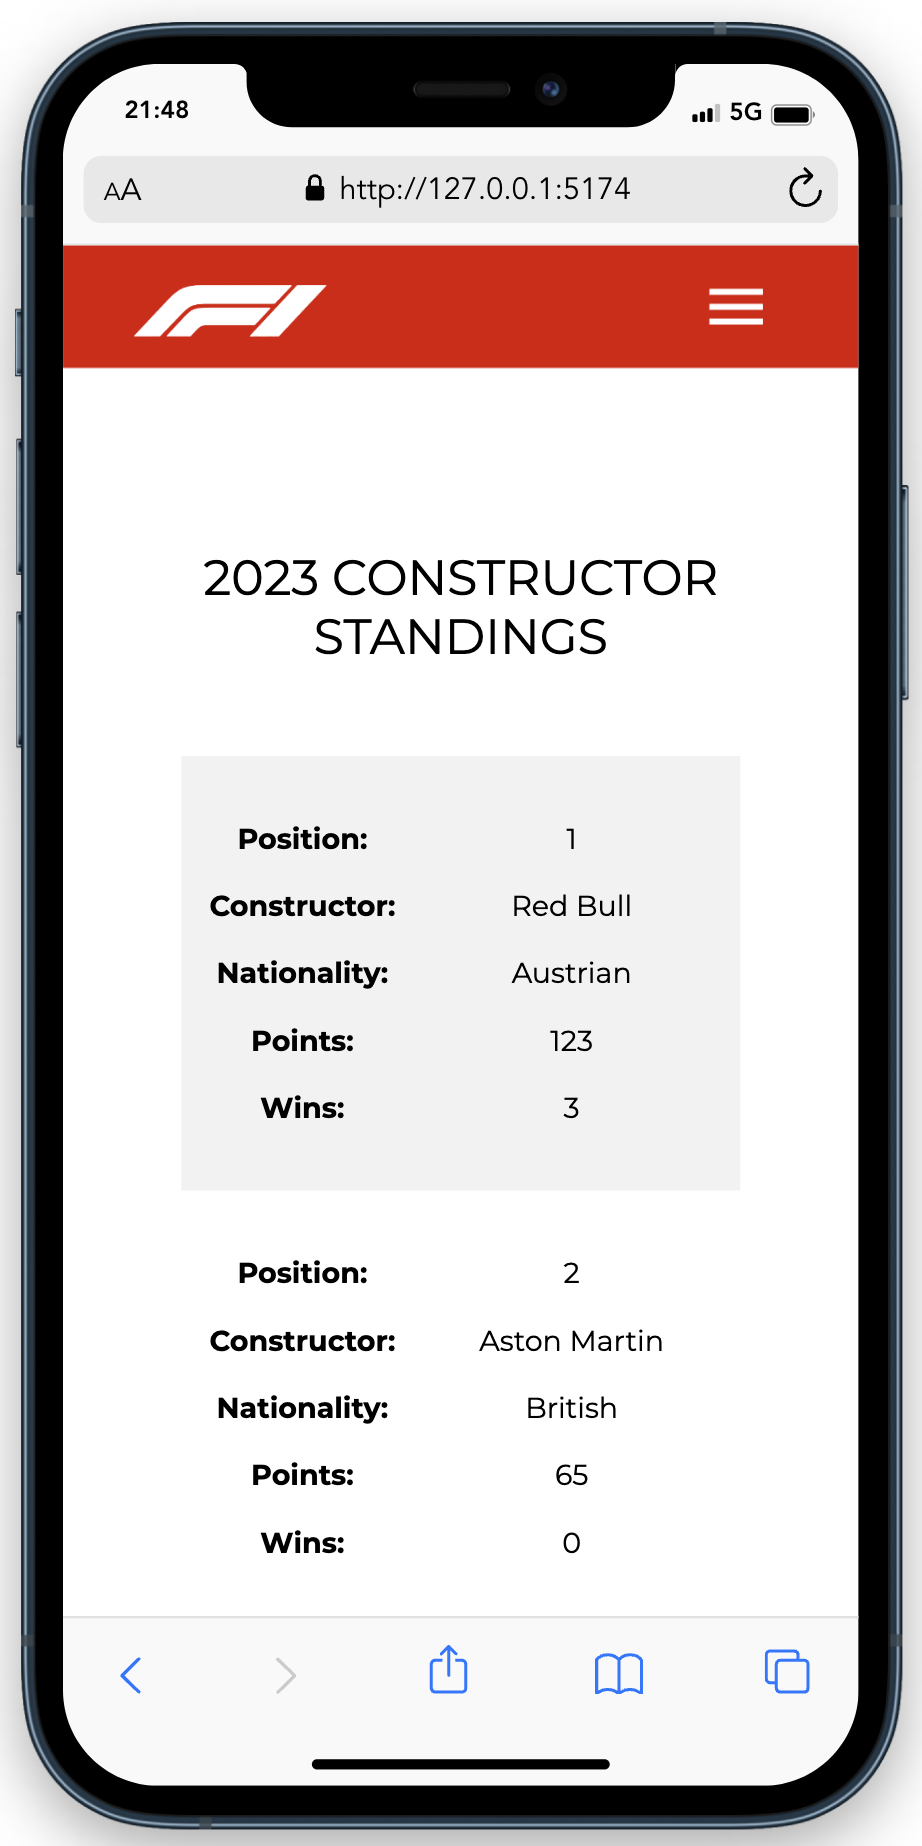 21:48
5G
AA
http://127.0.0.1:5174
F1
2023 CONSTRUCTOR
STANDINGS
Position: 1
Constructor: Red Bull
Nationality: Austrian
Points: 123
Wins: 3
Position: 2
Constructor: Aston Martin
Nationality: British
Points: 65
Wins: 0